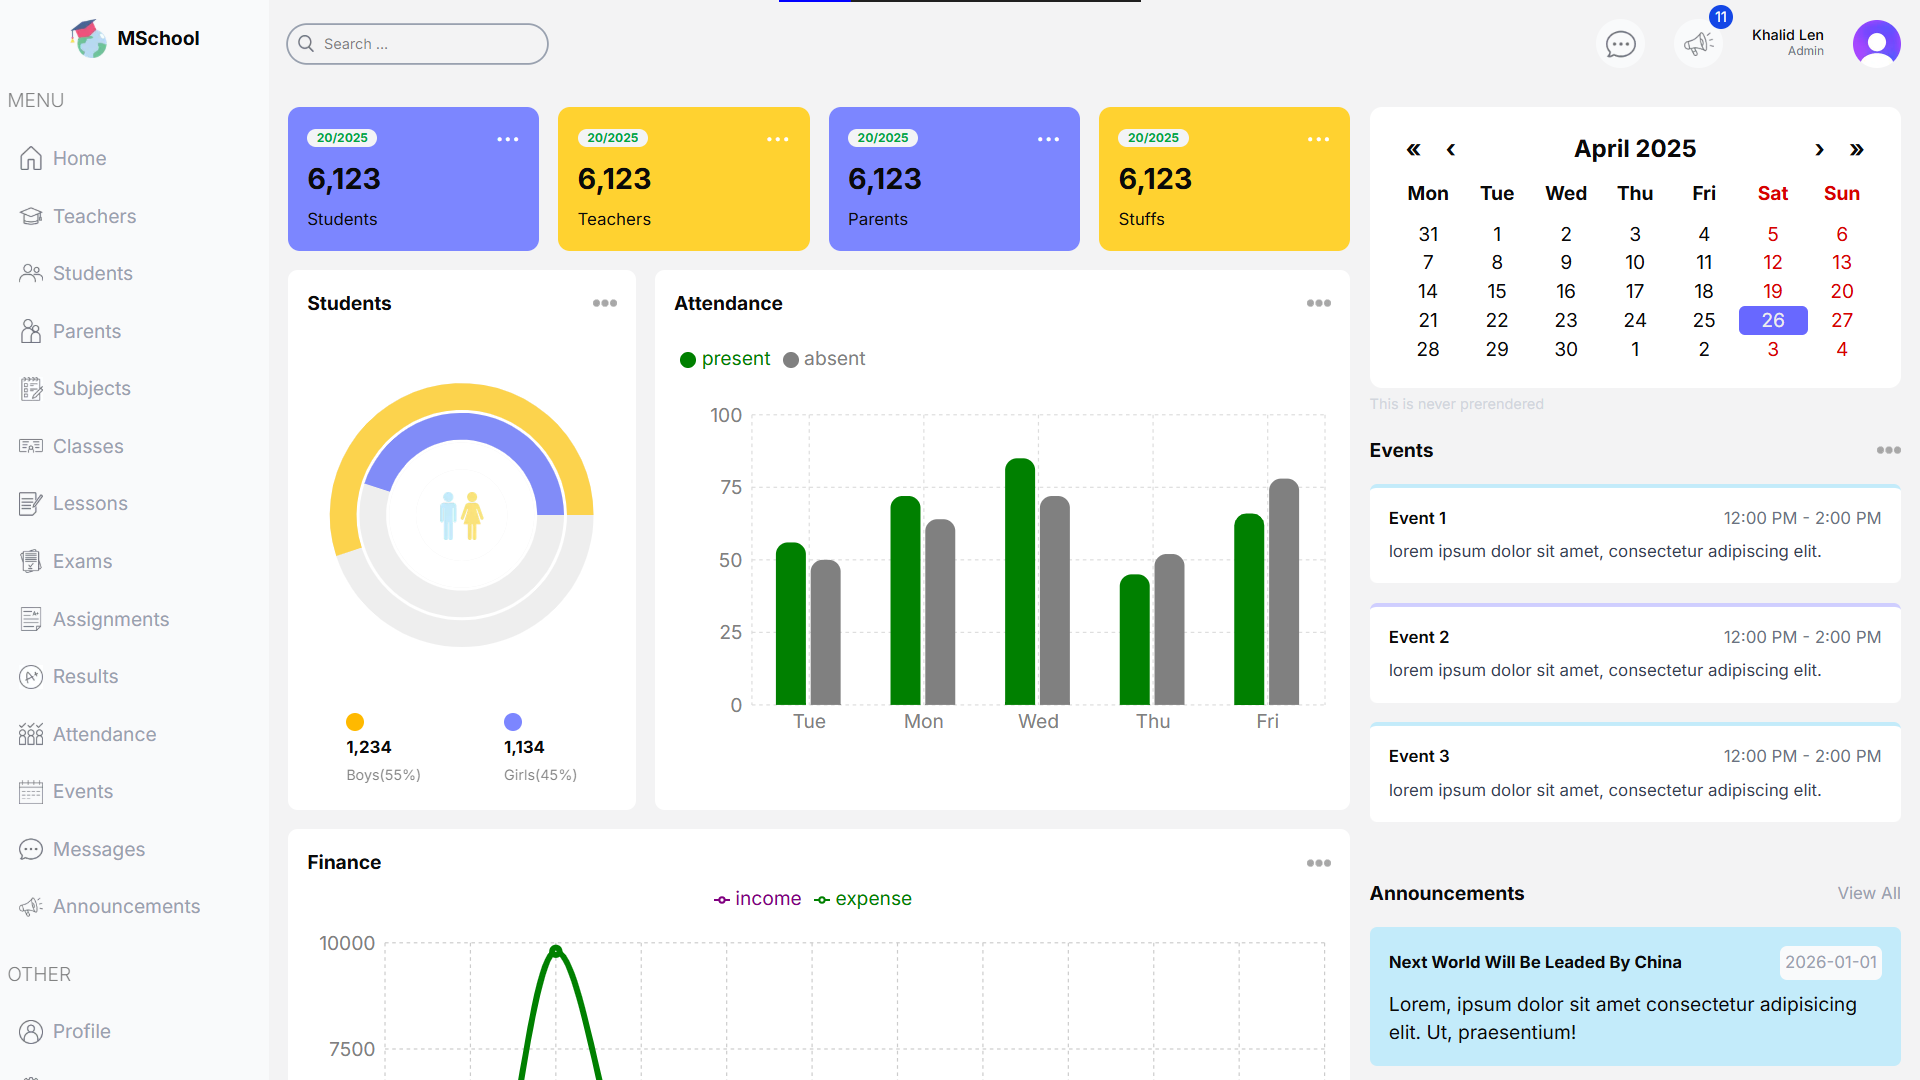 MSchool
MENU
Home
Teachers
Students
Parents
Subjects
Classes
Lessons
Exams
Assignments
Results
Attendance
Events
Messages
Announcements
OTHER
Profile
Search ...
11
Khalid Len
Admin
20/2025
6,123
Students
20/2025
6,123
Teachers
20/2025
6,123
Parents
20/2025
6,123
Stuffs
Students
1,234
Boys(55%)
1,134
Girls(45%)
Attendance
present absent
100
75
50
25
0
Tue Mon Wed Thu Fri
Finance
income expense
10000
7500
« ‹ April 2025 › »
Mon Tue Wed Thu Fri Sat Sun
31 1 2 3 4 5 6
7 8 9 10 11 12 13
14 15 16 17 18 19 20
21 22 23 24 25 26 27
28 29 30 1 2 3 4
This is never prerendered
Events
Event 1 12:00 PM - 2:00 PM
lorem ipsum dolor sit amet, consectetur adipiscing elit.
Event 2 12:00 PM - 2:00 PM
lorem ipsum dolor sit amet, consectetur adipiscing elit.
Event 3 12:00 PM - 2:00 PM
lorem ipsum dolor sit amet, consectetur adipiscing elit.
Announcements View All
Next World Will Be Leaded By China 2026-01-01
Lorem, ipsum dolor sit amet consectetur adipisicing
elit. Ut, praesentium!